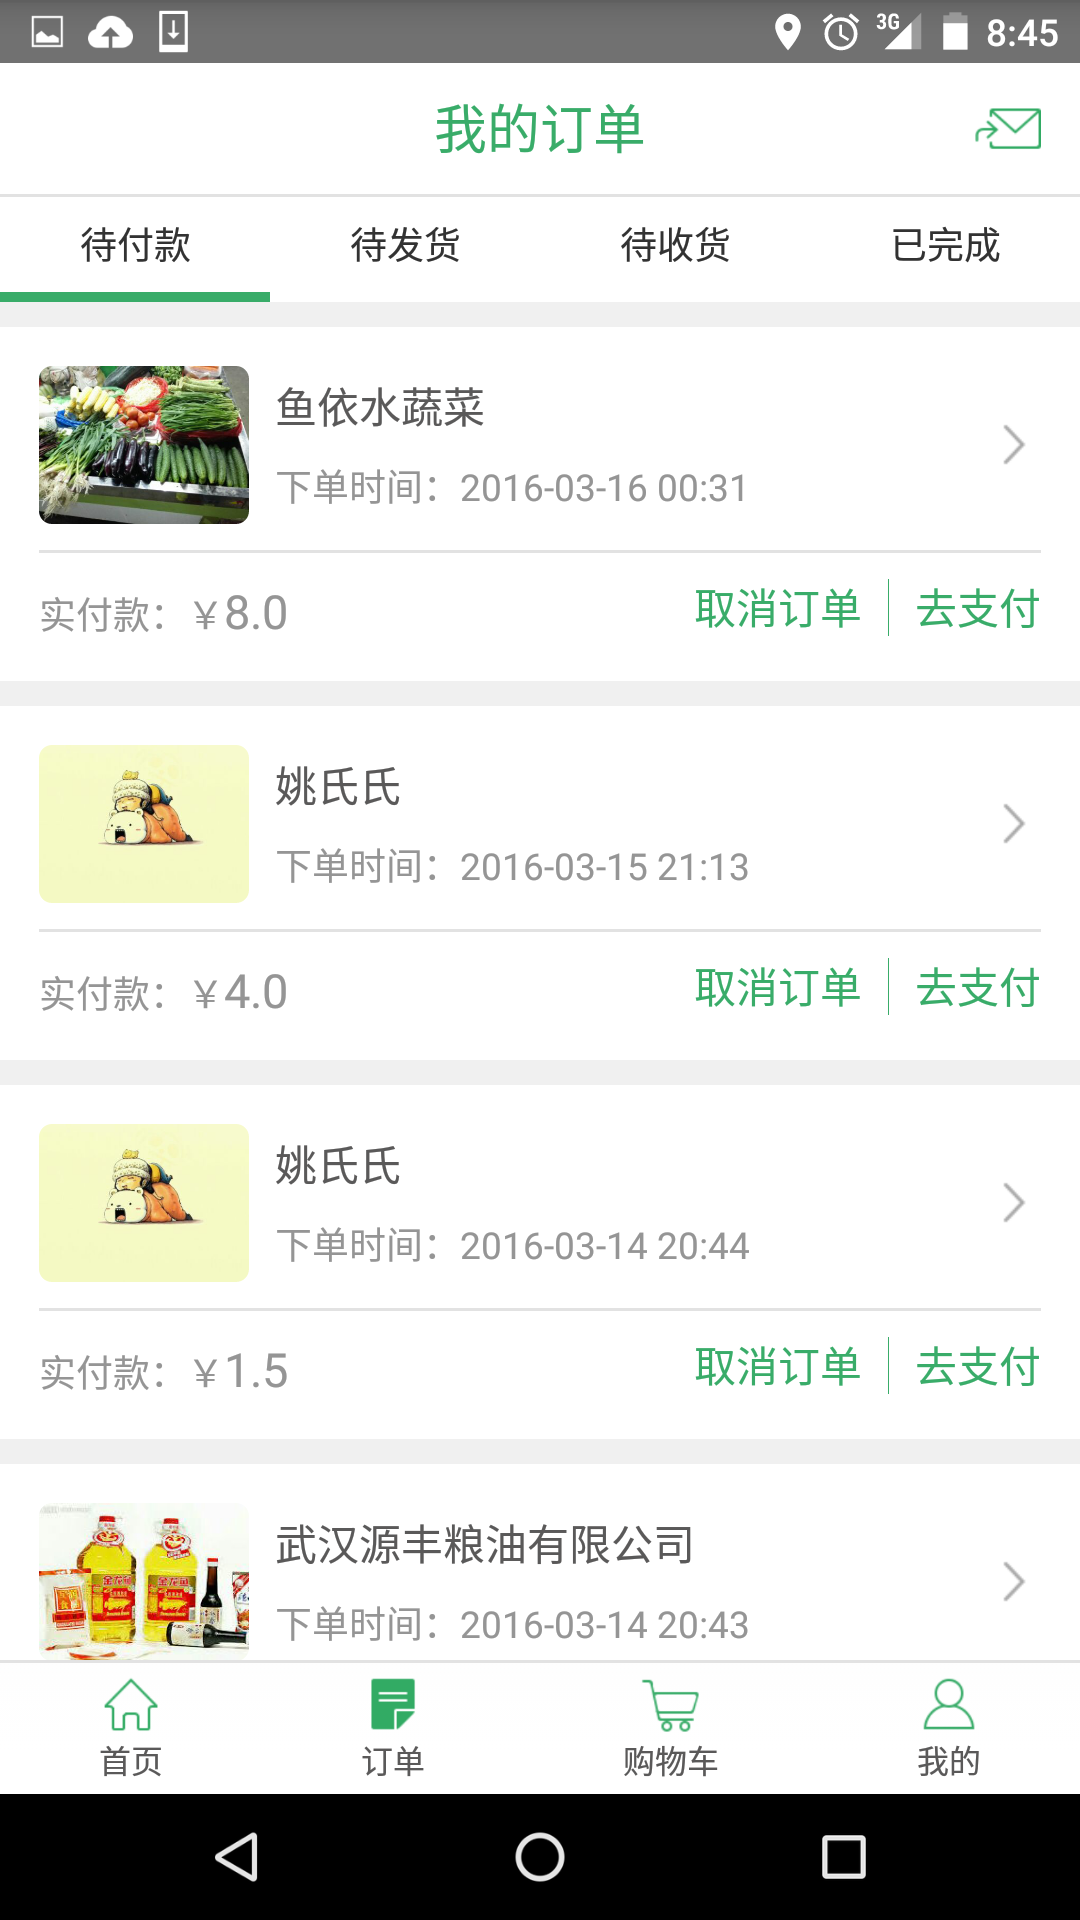 3G 8:45
我的订单
待付款 待发货 待收货 已完成
鱼依水蔬菜
下单时间：2016-03-16 00:31
实付款：￥8.0 取消订单 去支付
姚氏氏
下单时间：2016-03-15 21:13
实付款：￥4.0 取消订单 去支付
姚氏氏
下单时间：2016-03-14 20:44
实付款：￥1.5 取消订单 去支付
武汉源丰粮油有限公司
下单时间：2016-03-14 20:43
金龙鱼 金龙鱼
首页 订单 购物车 我的